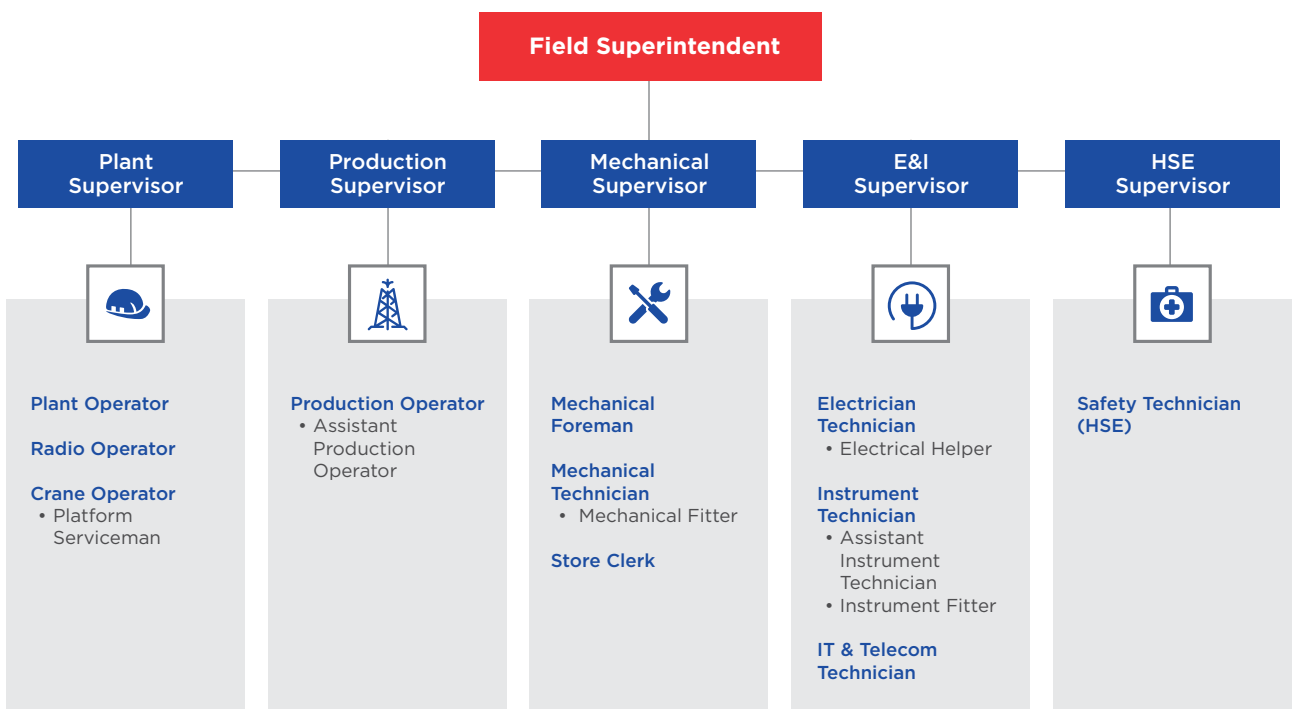 Field Superintendent
Plant
Supervisor
Production
Supervisor
Mechanical
Supervisor
E&I
Supervisor
HSE
Supervisor
Plant Operator
Radio Operator
Crane Operator
• Platform
Serviceman
Production Operator
• Assistant
Production
Operator
Mechanical
Foreman
Mechanical
Technician
• Mechanical Fitter
Store Clerk
Electrician
Technician
• Electrical Helper
Instrument
Technician
• Assistant
Instrument
Technician
• Instrument Fitter
IT & Telecom
Technician
Safety Technician
(HSE)